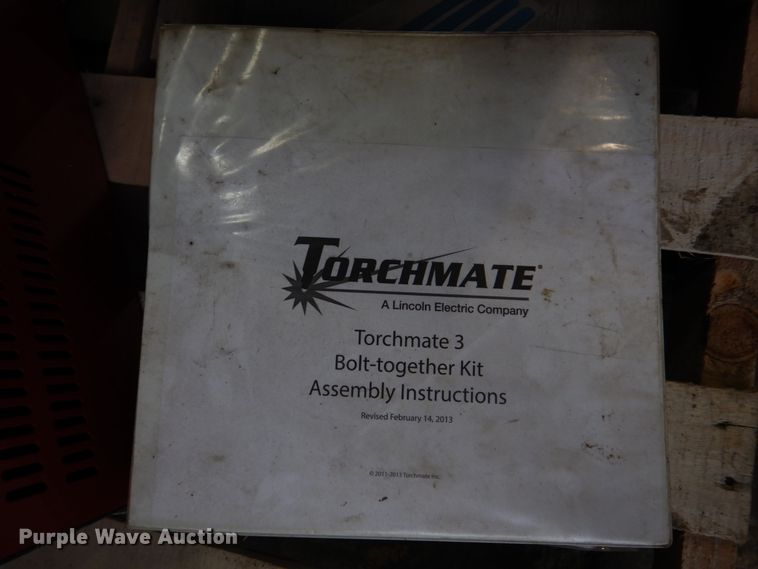 TORCHMATE®
A Lincoln Electric Company
Torchmate 3
Bolt-together Kit
Assembly Instructions
Revised February 14, 2013
© 2011-2013 Torchmate Inc.
Purple Wave Auction